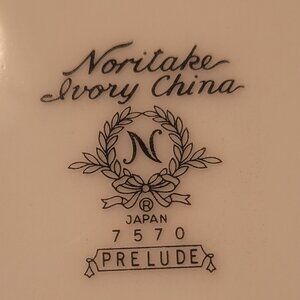 Noritake
Ivory China
N
®
JAPAN
7570
PRELUDE